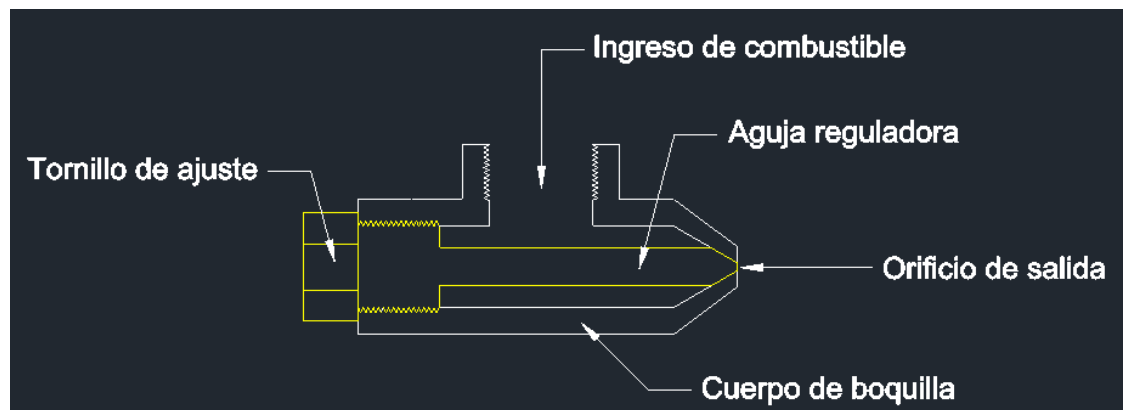 Ingreso de combustible
Aguja reguladora
Tornillo de ajuste
Orificio de salida
Cuerpo de boquilla